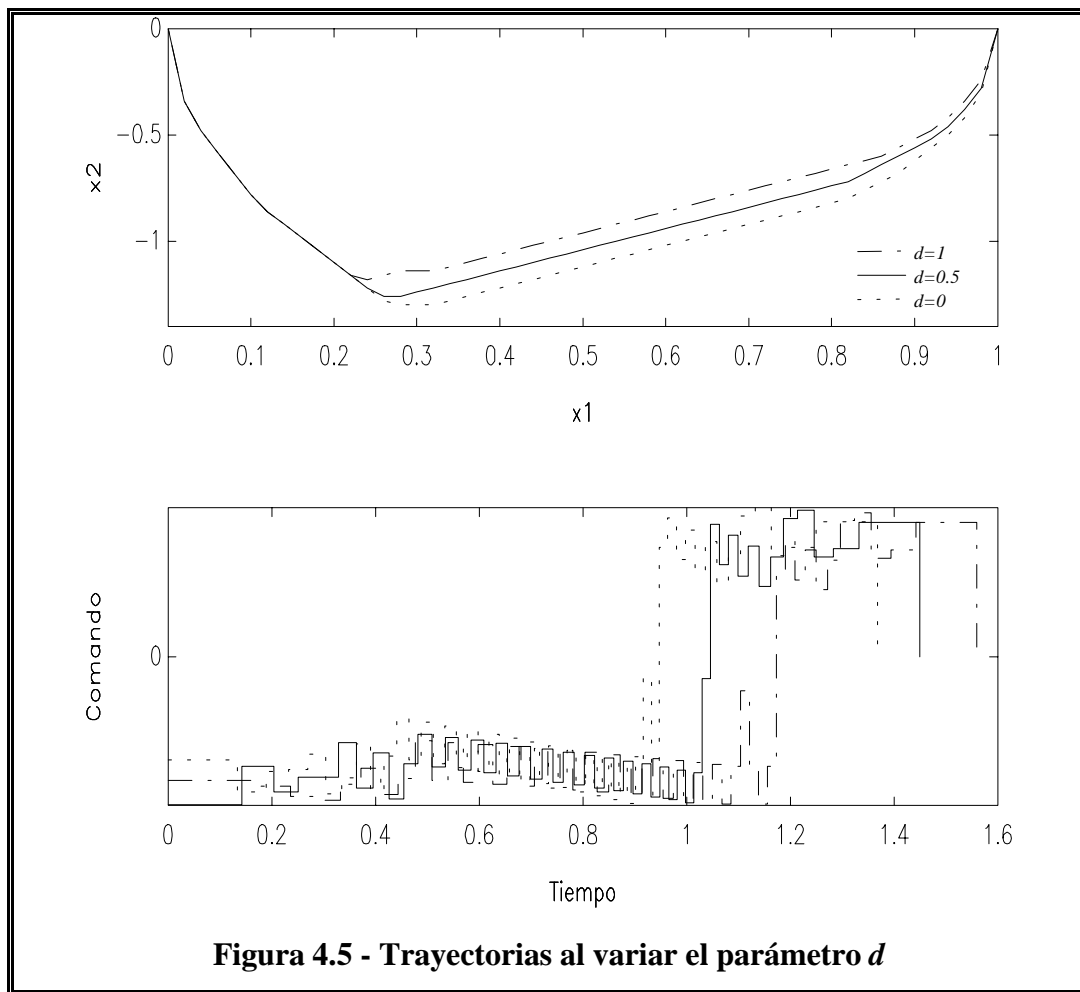 0
−0.5
−1
x2
d=1
d=0.5
d=0
0 0.1 0.2 0.3 0.4 0.5 0.6 0.7 0.8 0.9 1
x1
0
Comando
0 0.2 0.4 0.6 0.8 1 1.2 1.4 1.6
Tiempo
Figura 4.5 - Trayectorias al variar el parámetro d